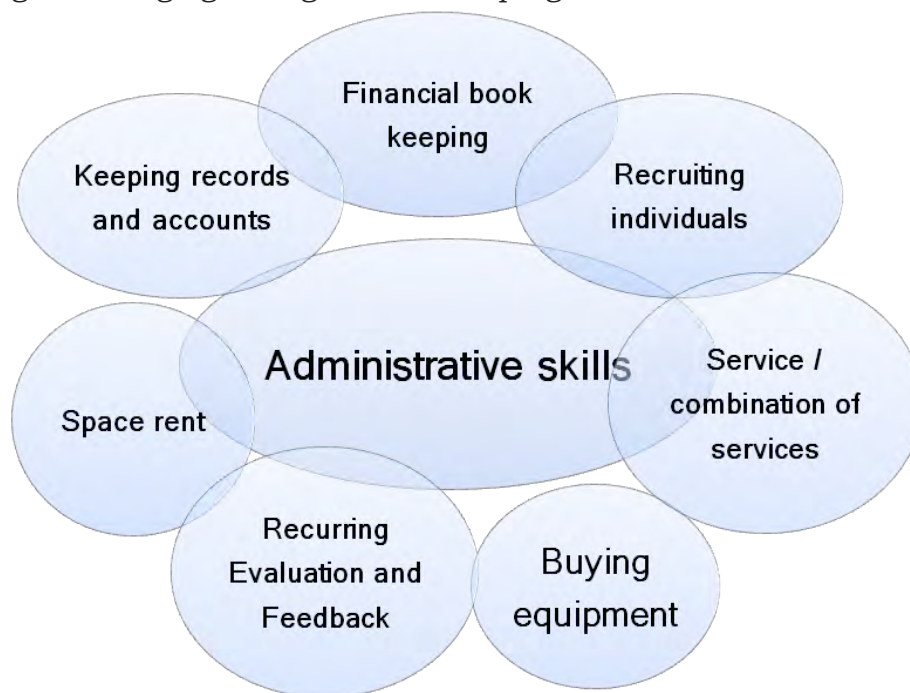 Financial book
keeping
Keeping records
and accounts
Recruiting
individuals
Administrative skills
Service /
combination of
services
Space rent
Recurring
Evaluation and
Feedback
Buying
equipment